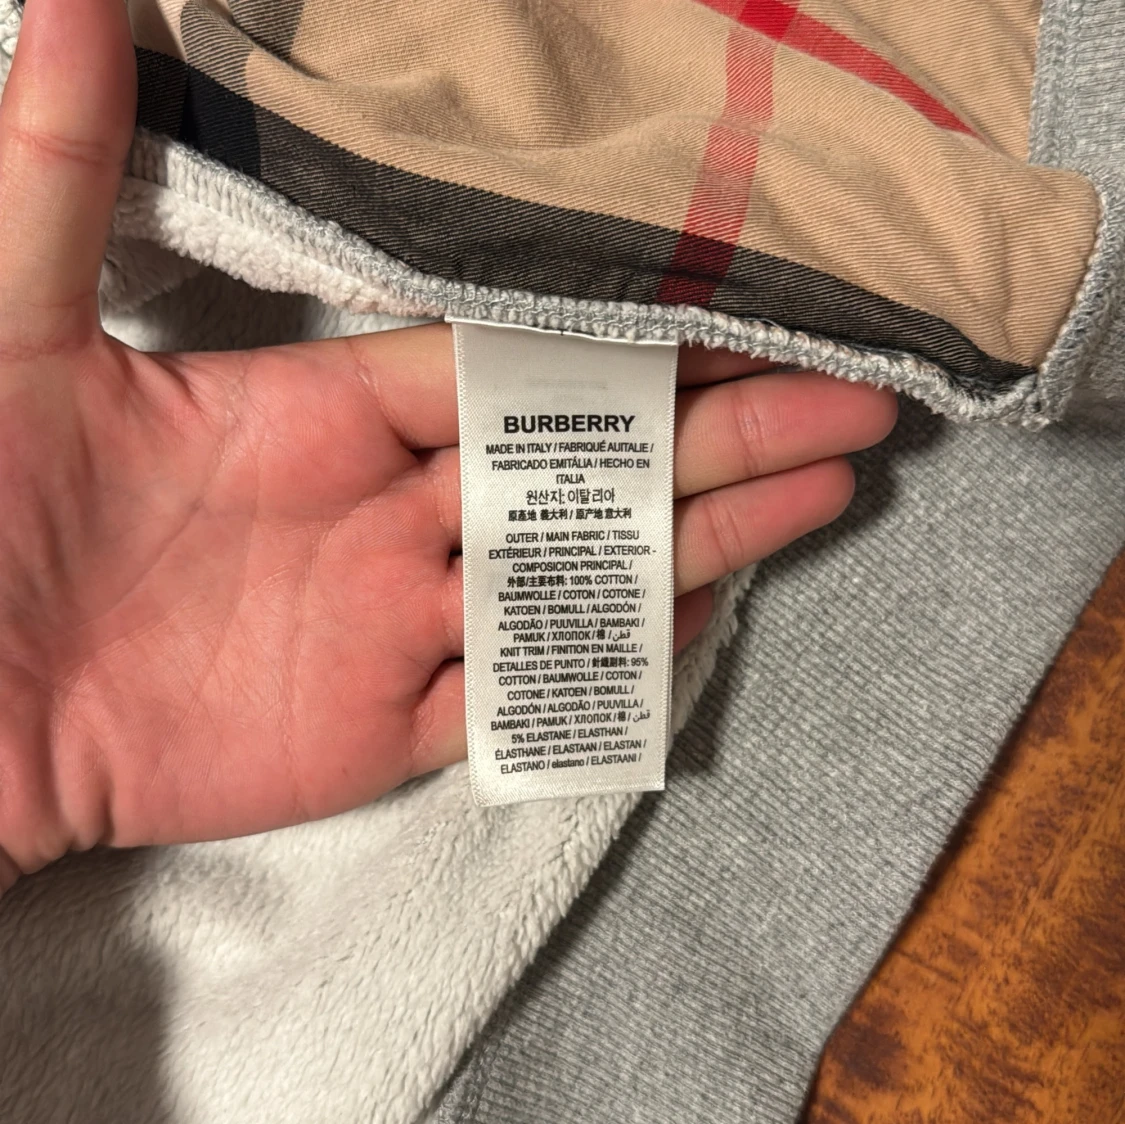 BURBERRY
MADE IN ITALY / FABRIQUÉ AUITALIE /
FABRICADO EMITÁLIA / HECHO EN
ITALIA
원산지: 이탈리아
原產地 義大利 / 原产地 意大利
OUTER / MAIN FABRIC / TISSU
EXTÉRIEUR / PRINCIPAL / EXTERIOR -
COMPOSICION PRINCIPAL /
外部/主要布料: 100% COTTON /
BAUMWOLLE / COTON / COTONE /
KATOEN / BOMULL / ALGODÓN /
ALGODÃO / PUUVILLA / BAMBAKI /
PAMUK / ХЛОПОК / 棉 / قطن
KNIT TRIM / FINITION EN MAILLE /
DETALLES DE PUNTO / 針織副料: 95%
COTTON / BAUMWOLLE / COTON /
COTONE / KATOEN / BOMULL /
ALGODÓN / ALGODÃO / PUUVILLA /
BAMBAKI / PAMUK / ХЛОПОК / 棉 / قطن
5% ELASTANE / ELASTHAN /
ÉLASTHANE / ELASTAAN / ELASTAN /
ELASTANO / elastano / ELASTAANI /